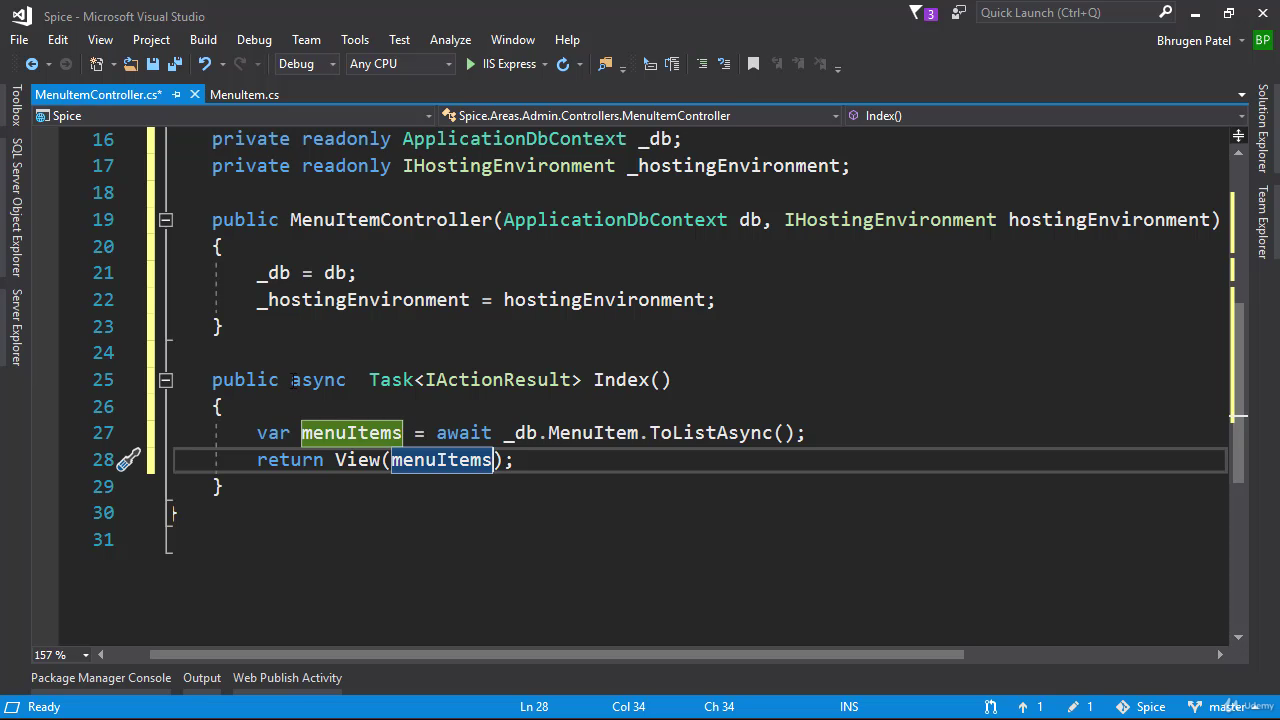 Spice - Microsoft Visual Studio
3
Quick Launch (Ctrl+Q)
File Edit View Project Build Debug Team Tools Test Analyze Window Help
Bhrugen Patel
BP
Debug Any CPU IIS Express
MenuItemController.cs* MenuItem.cs
Spice Spice.Areas.Admin.Controllers.MenuItemController Index()
Toolbox
SQL Server Object Explorer
Server Explorer
Solution Explorer
Team Explorer
16 private readonly ApplicationDbContext _db;
17 private readonly IHostingEnvironment _hostingEnvironment;
18
19 public MenuItemController(ApplicationDbContext db, IHostingEnvironment hostingEnvironment)
20 {
21 _db = db;
22 _hostingEnvironment = hostingEnvironment;
23 }
24
25 public async  Task<IActionResult> Index()
26 {
27 var menuItems = await _db.MenuItem.ToListAsync();
28 return View(menuItems);
29 }
30 }
31
157 %
Package Manager Console Output Web Publish Activity
Ready Ln 28 Col 34 Ch 34 INS 1 1 Spice master
Udemy